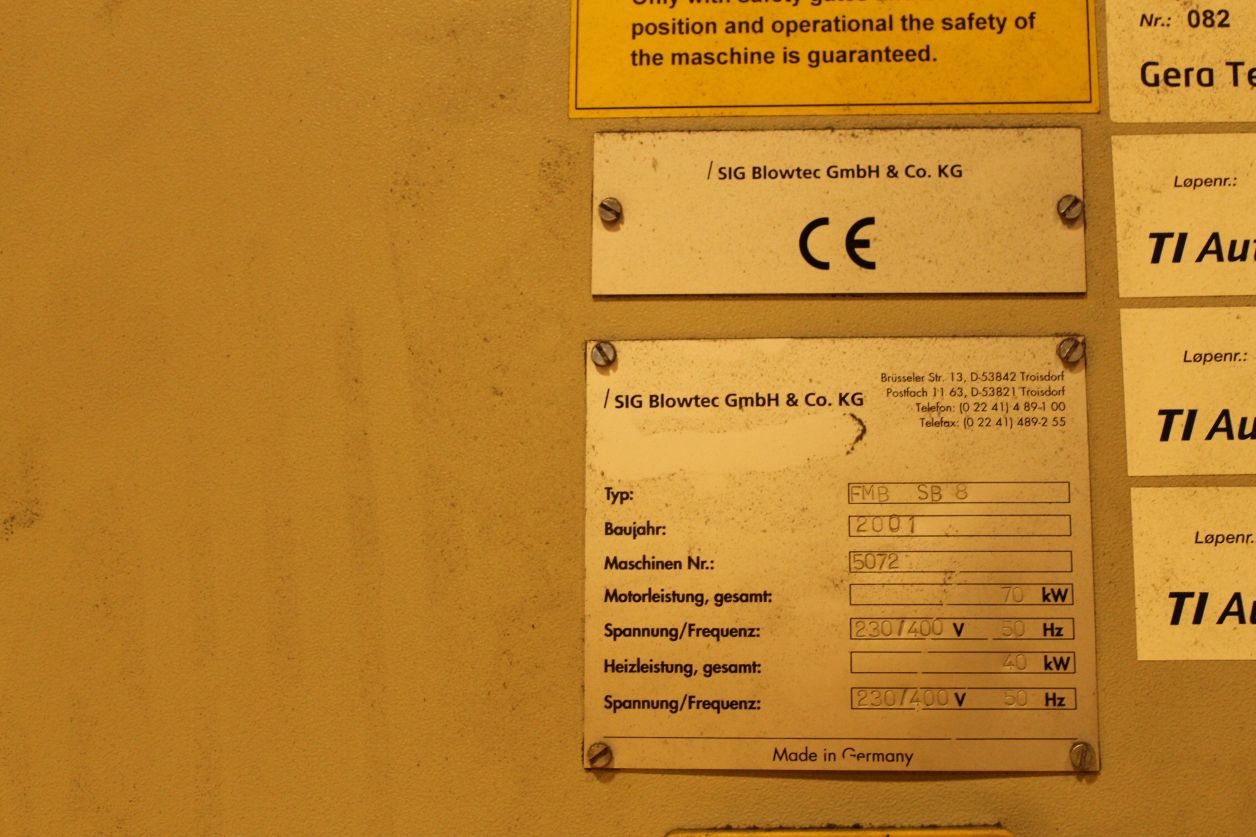 position and operational the safety of
the maschine is guaranteed.
Nr.: 082
Gera
SIG Blowtec GmbH & Co. KG
CE
Løpenr.:
TI
Løpenr.:
TI
Løpenr.
TI
SIG Blowtec GmbH & Co. KG
Brüsseler Str. 13, D-53842 Troisdorf
Postfach 11 63, D-53821 Troisdorf
Telefon: (0 22 41) 4 89-1 00
Telefax: (0 22 41) 489-2 55
Typ: FMB SB 8
Baujahr: 2001
Maschinen Nr.: 5072
Motorleistung, gesamt: 70 kW
Spannung/Frequenz: 230/400 V 50 Hz
Heizleistung, gesamt: 40 kW
Spannung/Frequenz: 230/400 V 50 Hz
Made in Germany